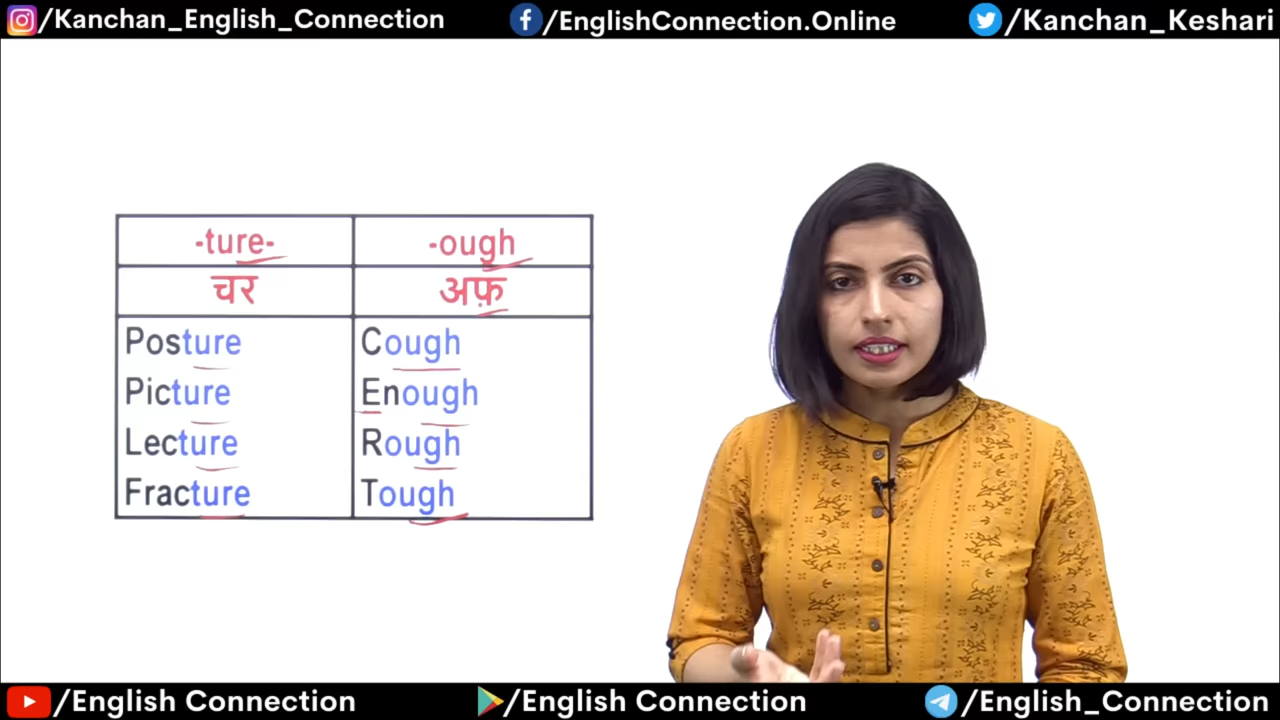 /Kanchan_English_Connection
/EnglishConnection.Online
/Kanchan_Keshari
-ture-
-ough
चर
अफ़
Posture
Cough
Picture
Enough
Lecture
Rough
Fracture
Tough
/English Connection
/English Connection
/English_Connection